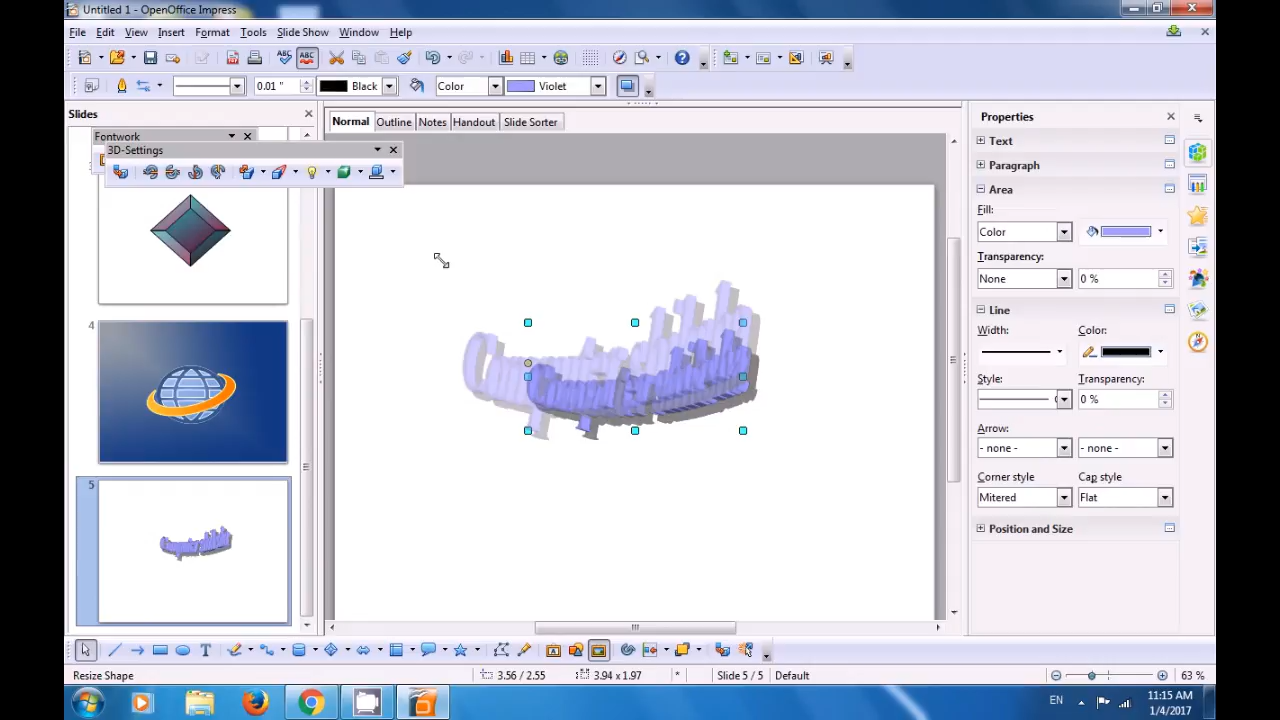 Untitled 1 - OpenOffice Impress
File Edit View Insert Format Tools Slide Show Window Help
0.01 " Black Color Violet
Slides
Fontwork
3D-Settings
4
5
Normal Outline Notes Handout Slide Sorter
Properties
Text
Paragraph
Area
Fill:
Color
Transparency:
None 0 %
Line
Width: Color:
Style: Transparency:
0 %
Arrow:
- none - - none -
Corner style Cap style
Mitered Flat
Position and Size
Resize Shape 3.56 / 2.55 3.94 x 1.97 * Slide 5 / 5 Default 63 %
EN 11:15 AM
1/4/2017